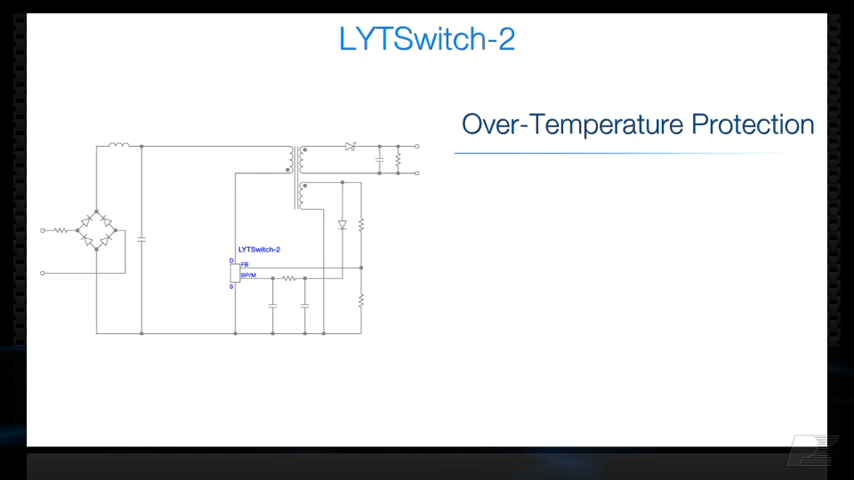 LYTSwitch-2
Over-Temperature Protection
LYTSwitch-2
D
FB
BP/M
S